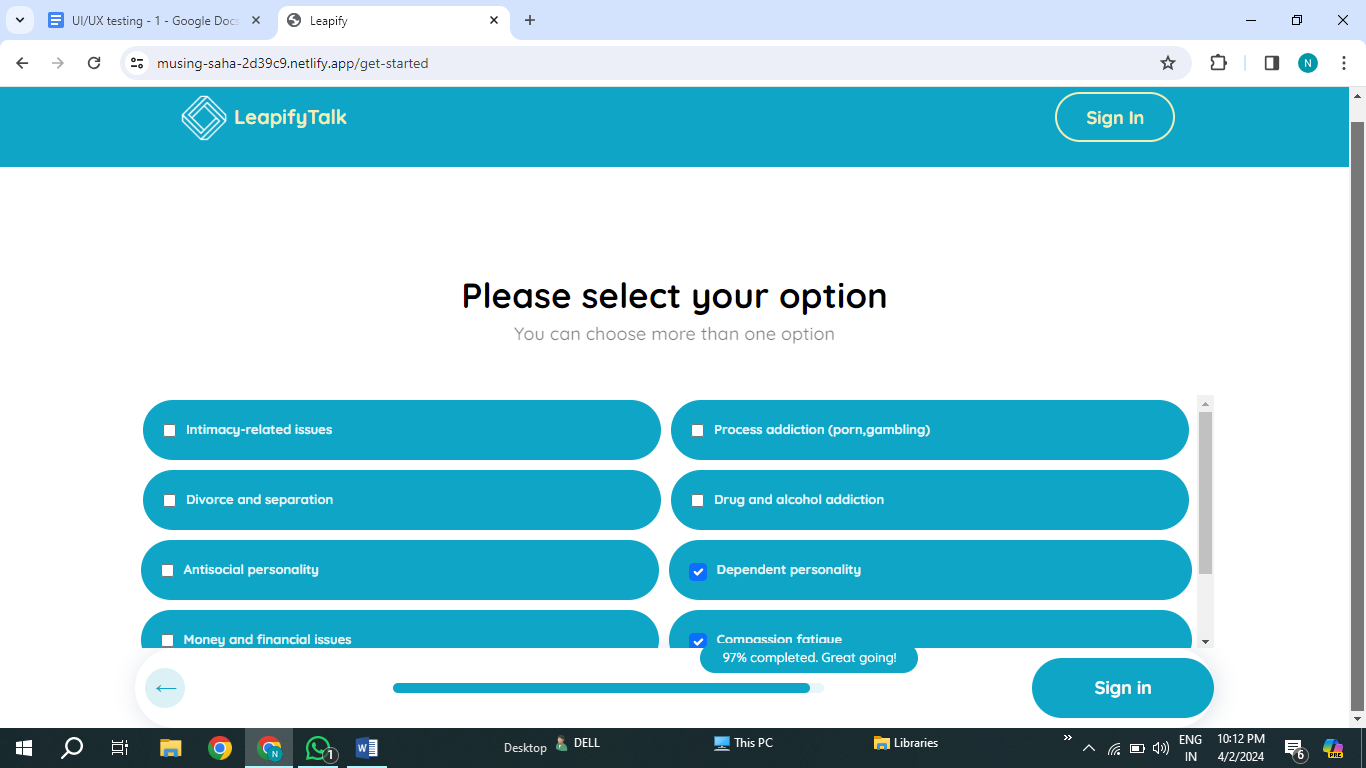 UI/UX testing - 1 - Google Docs
Leapify
musing-saha-2d39c9.netlify.app/get-started
N
LeapifyTalk
Sign In
Please select your option
You can choose more than one option
Intimacy-related issues
Process addiction (porn,gambling)
Divorce and separation
Drug and alcohol addiction
Antisocial personality
Dependent personality
Money and financial issues
Compassion fatigue
97% completed. Great going!
Sign in
N
1
W
Desktop
DELL
This PC
Libraries
ENG
IN
10:12 PM
4/2/2024
6
PRE